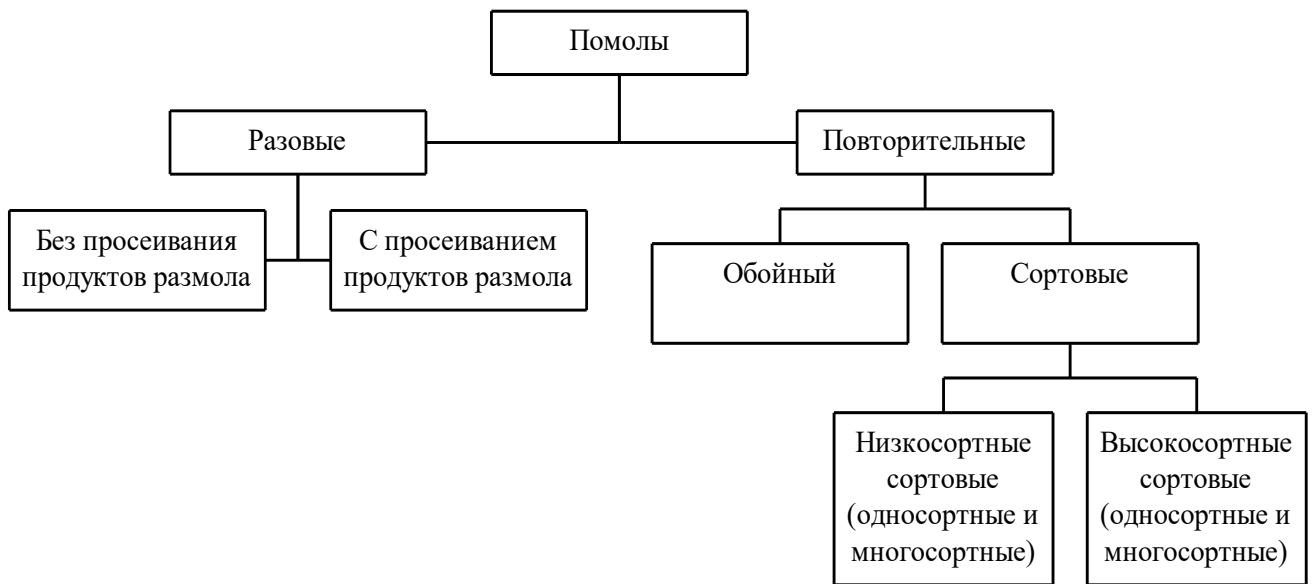 Помолы
Разовые
Повторительные
Без просеивания
продуктов размола
С просеиванием
продуктов размола
Обойный
Сортовые
Низкосортные
сортовые
(односортные и
многосортные)
Высокосортные
сортовые
(односортные и
многосортные)